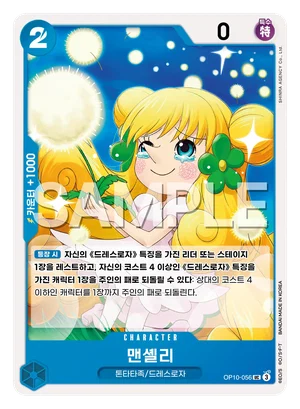 2
0
특수
特
카운터 +1000
SAMPLE
등장 시 자신의 《드레스로자》 특징을 가진 리더 또는 스테이지
1장을 레스트하고, 자신의 코스트 4 이상인 《드레스로자》 특징을
가진 캐릭터 1장을 주인의 패로 되돌릴 수 있다: 상대의 코스트 4
이하인 캐릭터를 1장까지 주인의 패로 되돌린다.
CHARACTER
맨셸리
톤타타족/드레스로자
OP10-056 UC 3
BANDAI MADE IN KOREA